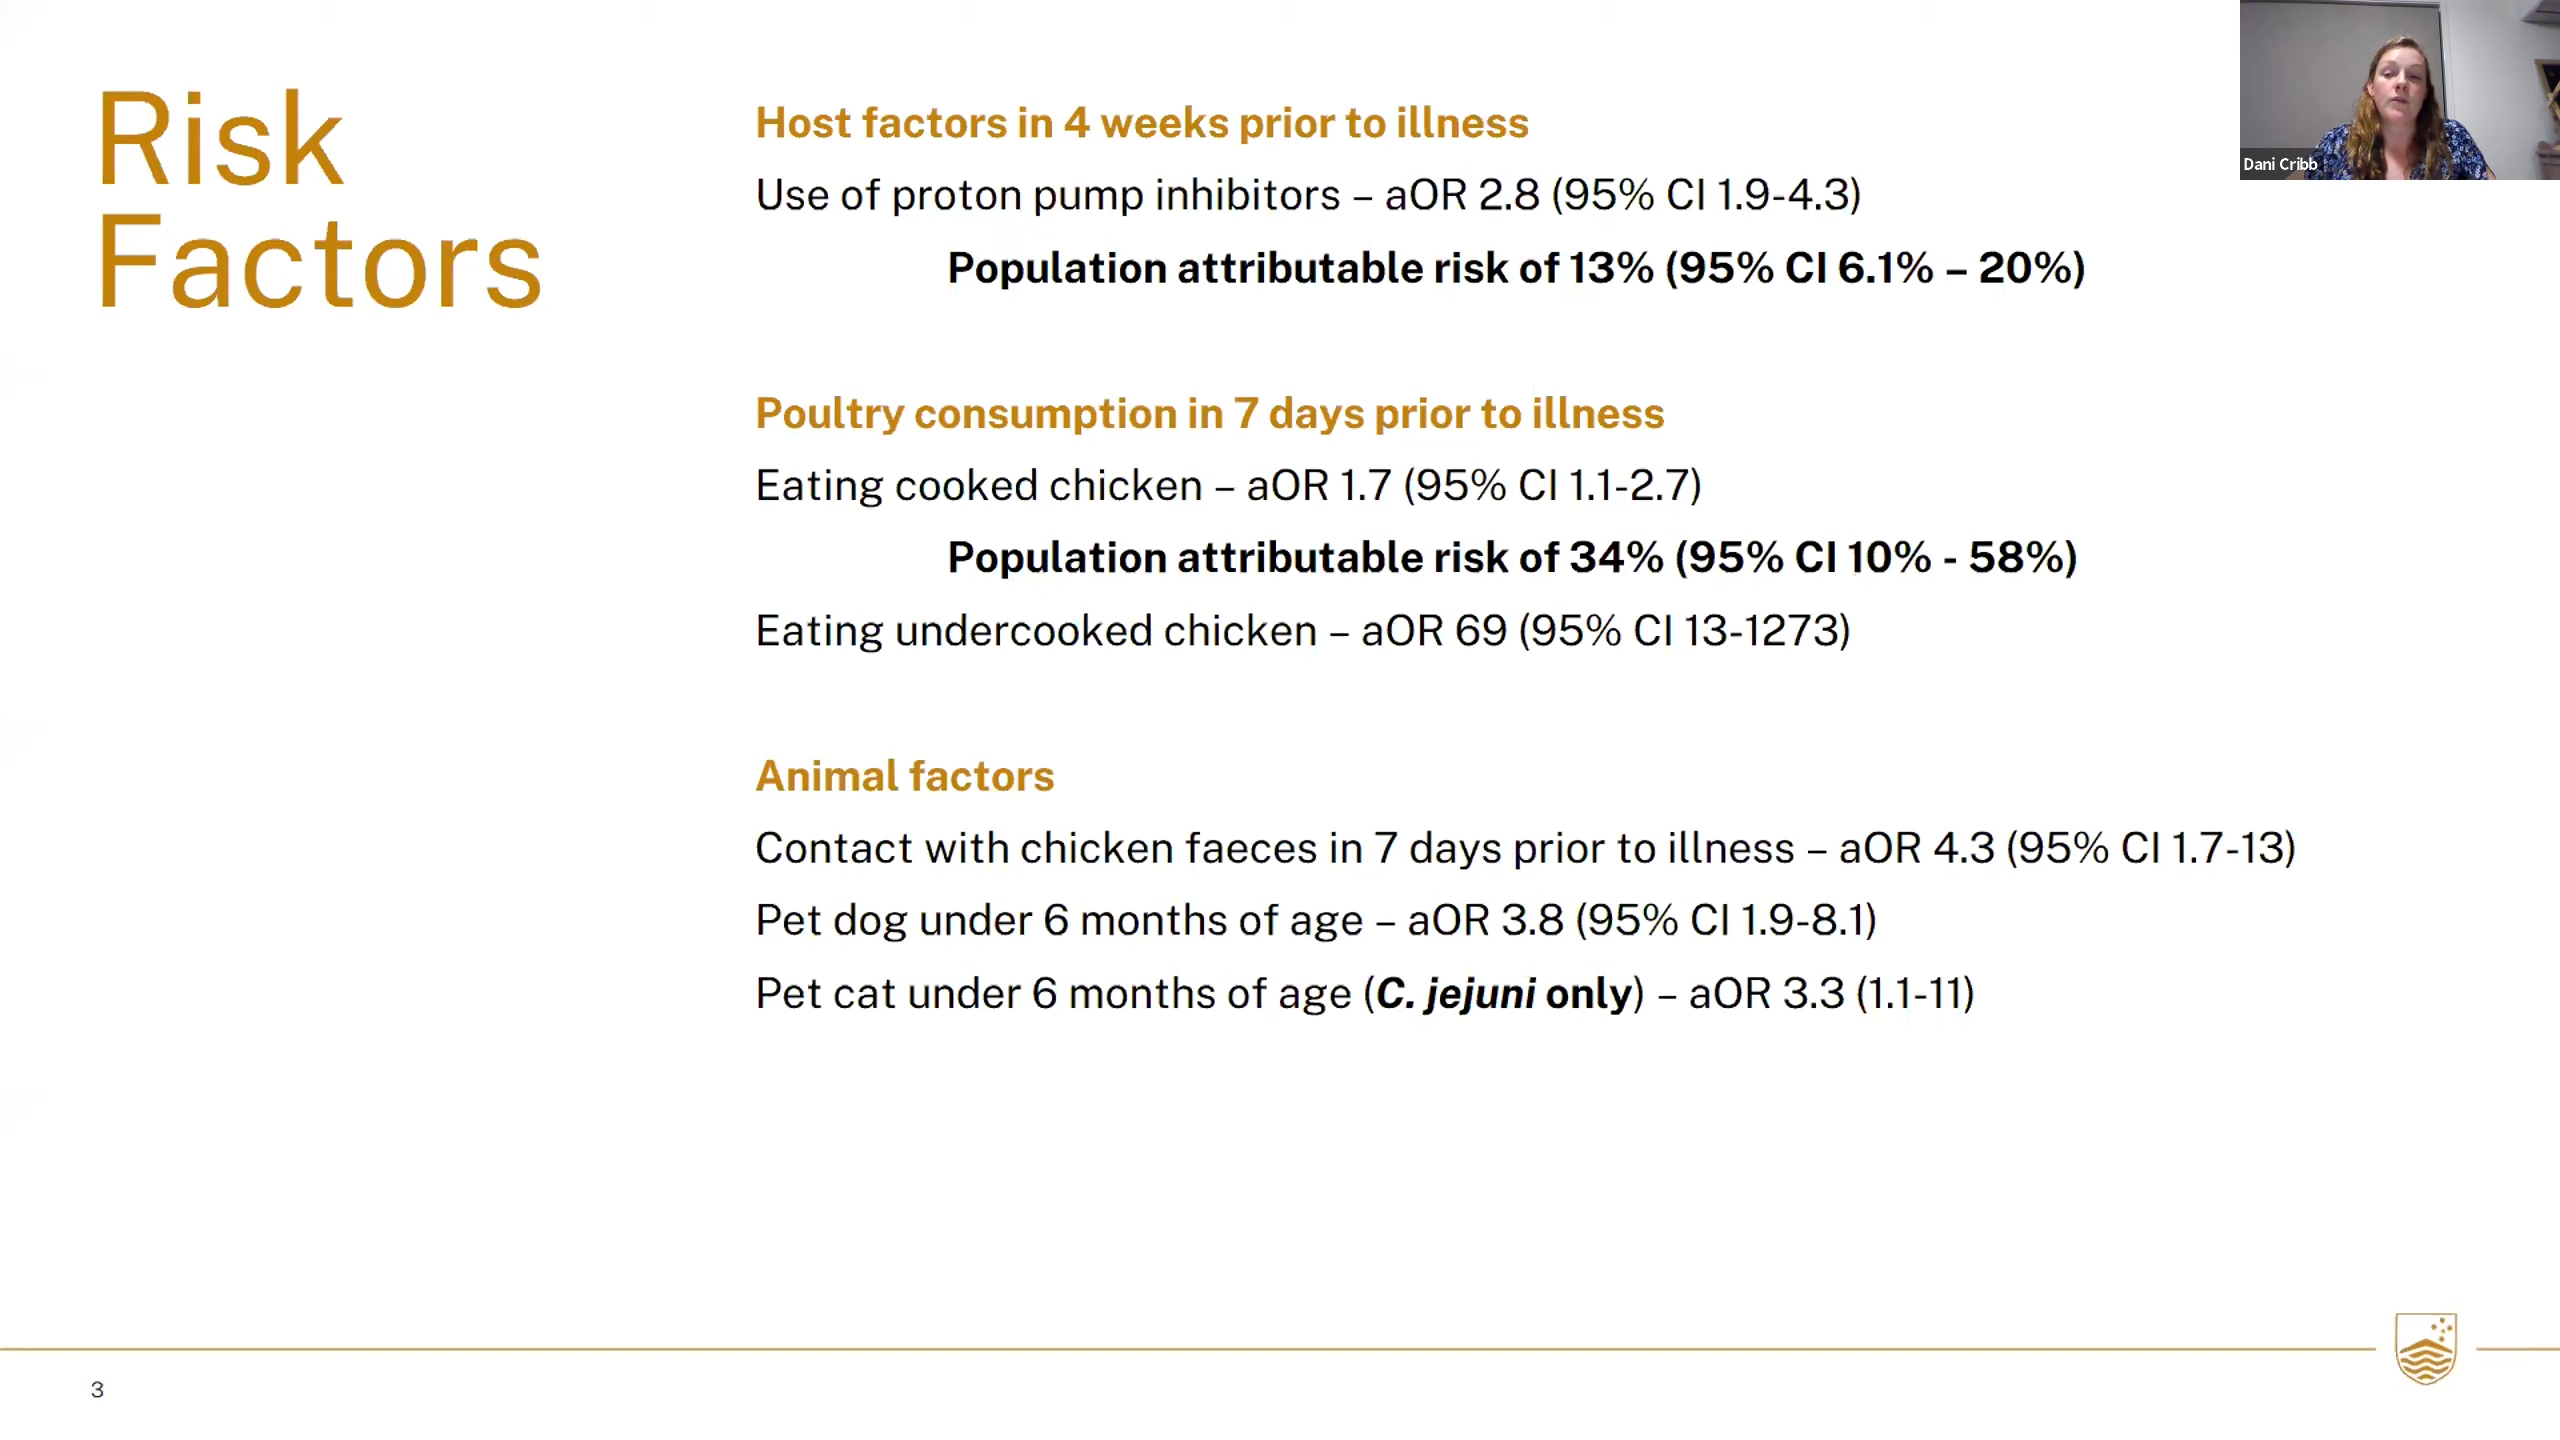 Risk
Factors
Host factors in 4 weeks prior to illness
Use of proton pump inhibitors – aOR 2.8 (95% CI 1.9-4.3)
Population attributable risk of 13% (95% CI 6.1% – 20%)
Poultry consumption in 7 days prior to illness
Eating cooked chicken – aOR 1.7 (95% CI 1.1-2.7)
Population attributable risk of 34% (95% CI 10% - 58%)
Eating undercooked chicken – aOR 69 (95% CI 13-1273)
Animal factors
Contact with chicken faeces in 7 days prior to illness – aOR 4.3 (95% CI 1.7-13)
Pet dog under 6 months of age – aOR 3.8 (95% CI 1.9-8.1)
Pet cat under 6 months of age (C. jejuni only) – aOR 3.3 (1.1-11)
Dani Cribb
3